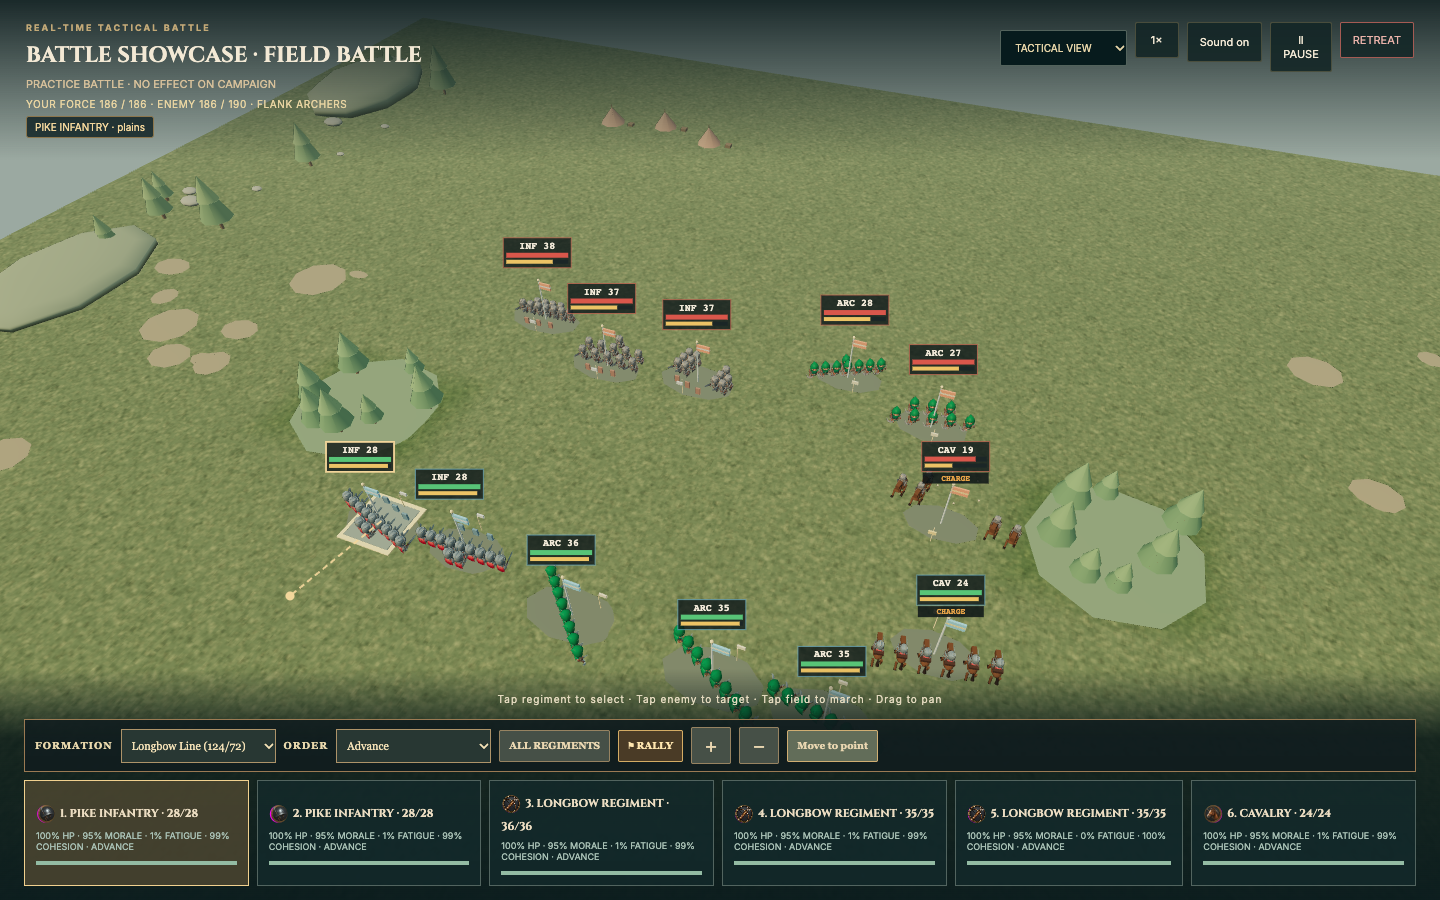 REAL-TIME TACTICAL BATTLE
BATTLE SHOWCASE · FIELD BATTLE
PRACTICE BATTLE · NO EFFECT ON CAMPAIGN
YOUR FORCE 186 / 186 · ENEMY 186 / 190 · FLANK ARCHERS
PIKE INFANTRY · plains
TACTICAL VIEW
1×
Sound on
II
PAUSE
RETREAT
INF 38
INF 37
INF 37
ARC 28
ARC 27
CAV 19
CHARGE
INF 28
INF 28
ARC 36
CAV 24
CHARGE
ARC 35
ARC 35
Tap regiment to select · Tap enemy to target · Tap field to march · Drag to pan
FORMATION
Longbow Line (124/72)
ORDER
Advance
ALL REGIMENTS
⚑ RALLY
+
−
Move to point
1. PIKE INFANTRY · 28/28
100% HP · 95% MORALE · 1% FATIGUE · 99%
COHESION · ADVANCE
2. PIKE INFANTRY · 28/28
100% HP · 95% MORALE · 1% FATIGUE · 99%
COHESION · ADVANCE
3. LONGBOW REGIMENT ·
36/36
100% HP · 95% MORALE · 1% FATIGUE · 99%
COHESION · ADVANCE
4. LONGBOW REGIMENT · 35/35
100% HP · 95% MORALE · 1% FATIGUE · 99%
COHESION · ADVANCE
5. LONGBOW REGIMENT · 35/35
100% HP · 95% MORALE · 0% FATIGUE · 100%
COHESION · ADVANCE
6. CAVALRY · 24/24
100% HP · 95% MORALE · 1% FATIGUE · 99%
COHESION · ADVANCE